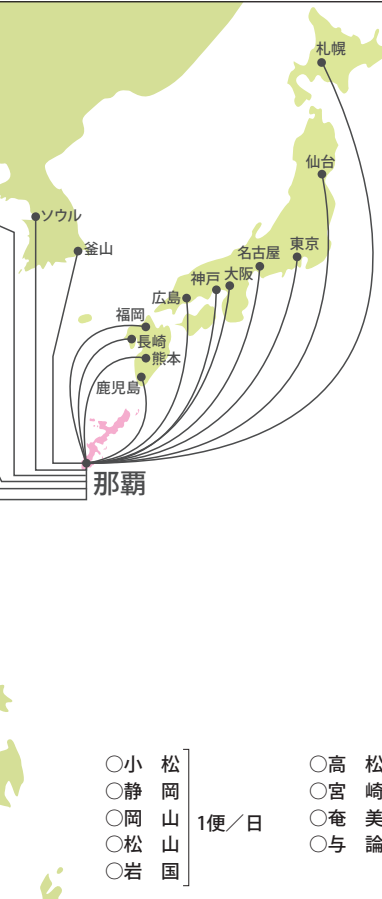 札幌
仙台
ソウル
釜山
東京
名古屋
大阪
神戸
広島
福岡
長崎
熊本
鹿児島
那覇
○小 松
○静 岡
○岡 山
○松 山
○岩 国
1便／日
○高 松
○宮 崎
○奄 美
○与 論